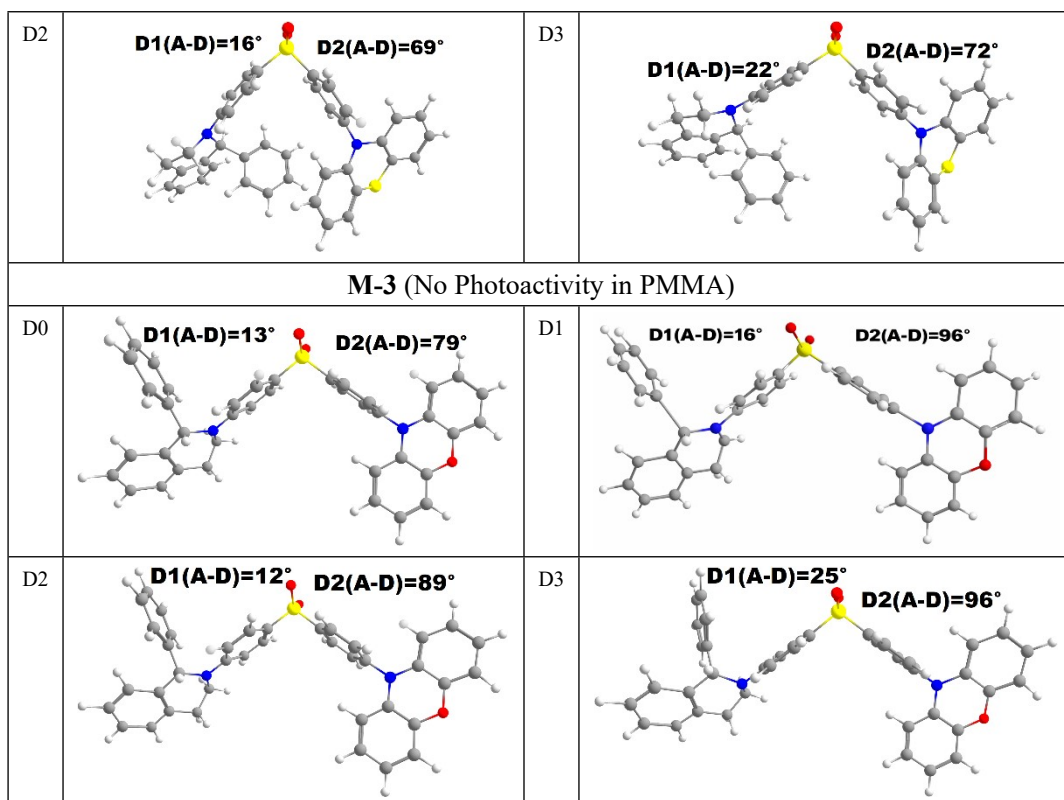 D2
D1(A-D)=16°
D2(A-D)=69°
D3
D1(A-D)=22°
D2(A-D)=72°
M-3 (No Photoactivity in PMMA)
D0
D1(A-D)=13°
D2(A-D)=79°
D1
D1(A-D)=16°
D2(A-D)=96°
D2
D1(A-D)=12°
D2(A-D)=89°
D3
D1(A-D)=25°
D2(A-D)=96°